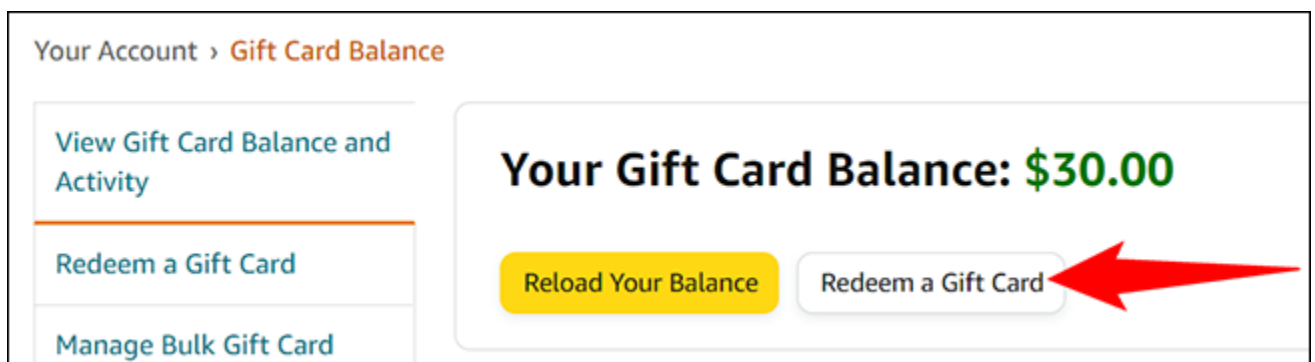 Your Account › Gift Card Balance
View Gift Card Balance and
Activity
Redeem a Gift Card
Manage Bulk Gift Card
Your Gift Card Balance: $30.00
Reload Your Balance
Redeem a Gift Card